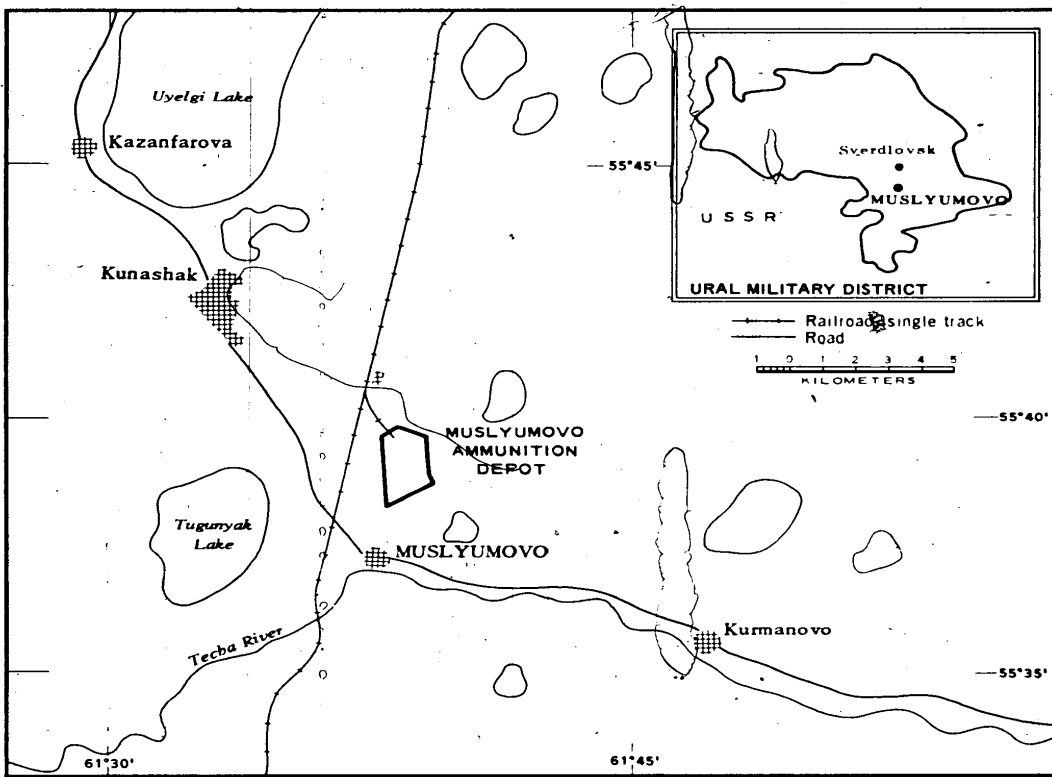 Uyelgi Lake
Kazanfarova
Kunashak
55°45'
Sverdlovsk
MUSLYUMOVO
USSR
URAL MILITARY DISTRICT
Railroad, single track
Road
1 0 1 2 3 4 5
KILOMETERS
55°40'
MUSLYUMOVO
AMMUNITION
DEPOT
Tugunyak
Lake
MUSLYUMOVO
Techa River
Kurmanovo
55°35'
61°30'
61°45'